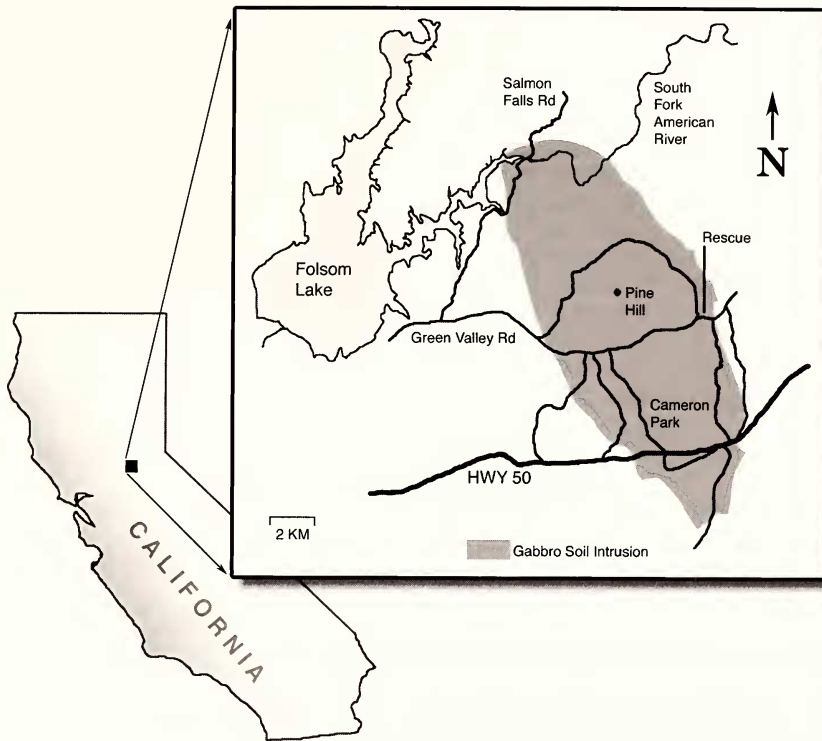 Salmon
Falls Rd
South
Fork
American
River
N
Rescue
Folsom
Lake
Pine
Hill
Green Valley Rd
Cameron
Park
HWY 50
2 KM
Gabbro Soil Intrusion
CALIFORNIA